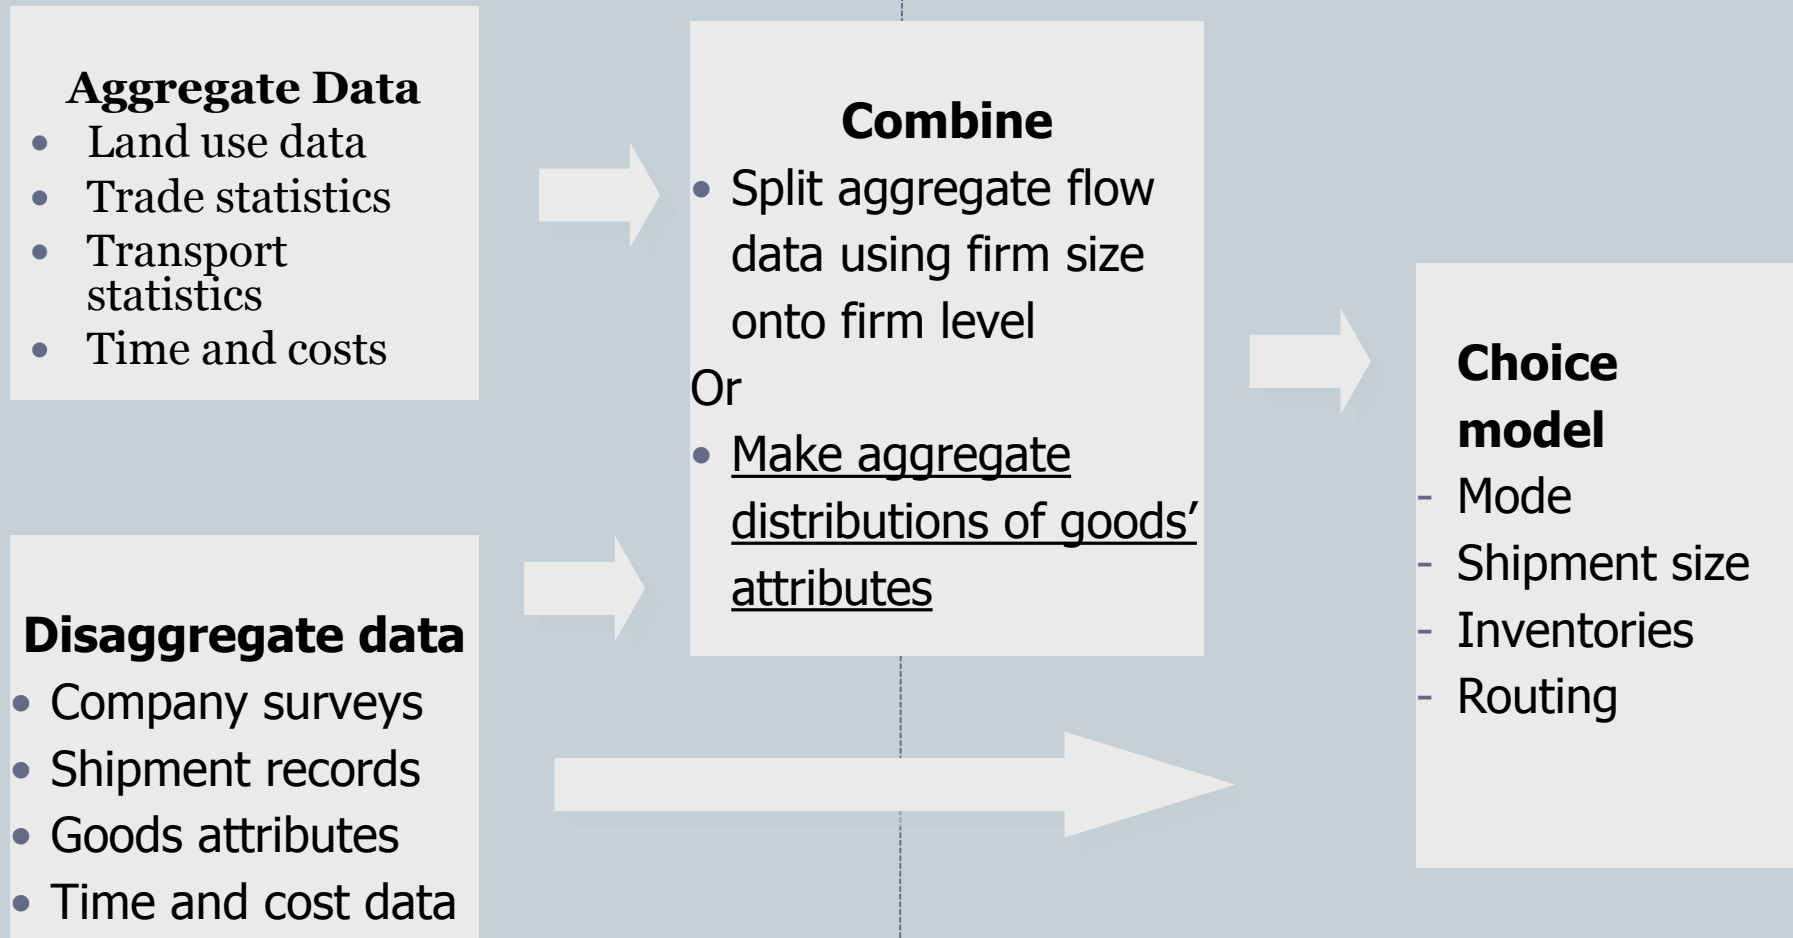 Aggregate Data
• Land use data
• Trade statistics
• Transport
statistics
• Time and costs
Disaggregate data
• Company surveys
• Shipment records
• Goods attributes
• Time and cost data
Combine
• Split aggregate flow
data using firm size
onto firm level
Or
• Make aggregate
distributions of goods’
attributes
Choice
model
- Mode
- Shipment size
- Inventories
- Routing